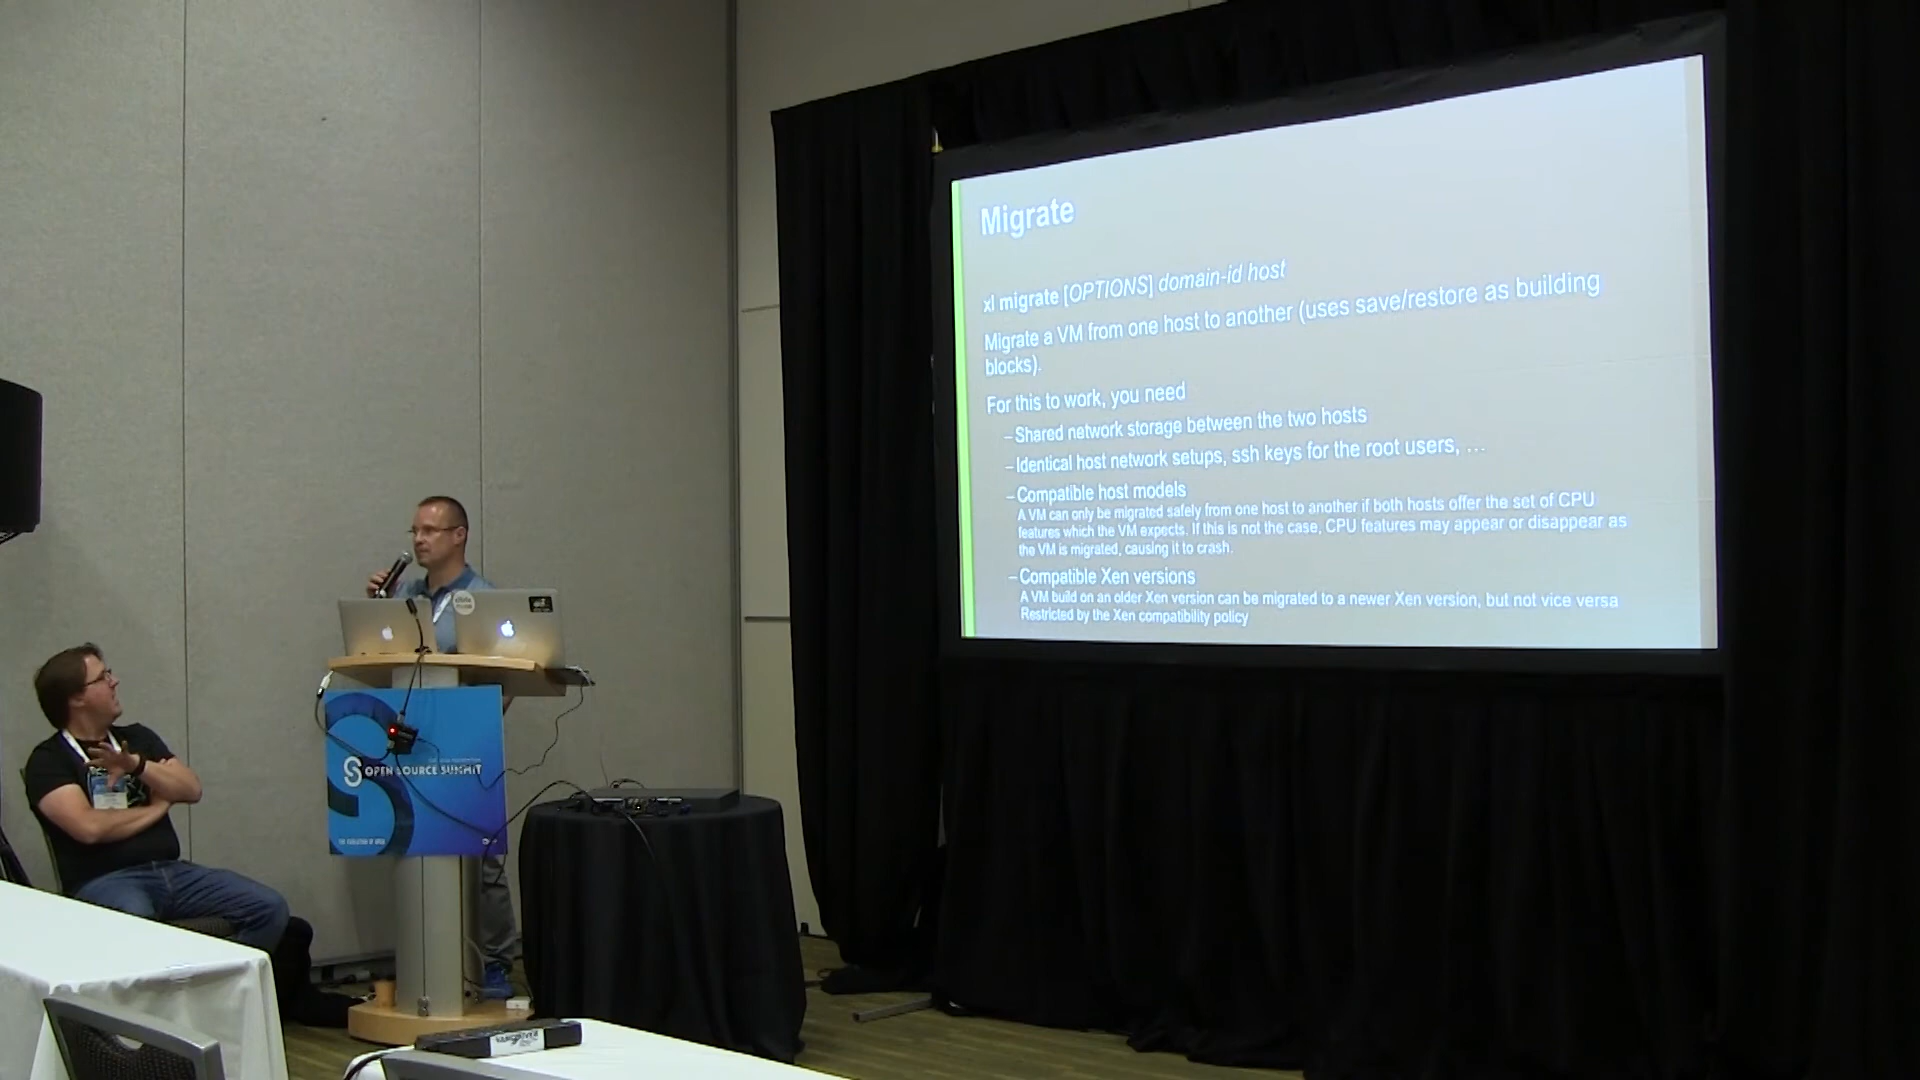 Migrate
xl migrate [OPTIONS] domain-id host
Migrate a VM from one host to another (uses save/restore as building
blocks).
For this to work, you need
–Shared network storage between the two hosts
–Identical host network setups, ssh keys for the root users, …
–Compatible host models
A VM can only be migrated safely from one host to another if both hosts offer the set of CPU
features which the VM expects. If this is not the case, CPU features may appear or disappear as
the VM is migrated, causing it to crash.
–Compatible Xen versions
A VM build on an older Xen version can be migrated to a newer Xen version, but not vice versa
Restricted by the Xen compatibility policy
OPEN SOURCE SUMMIT